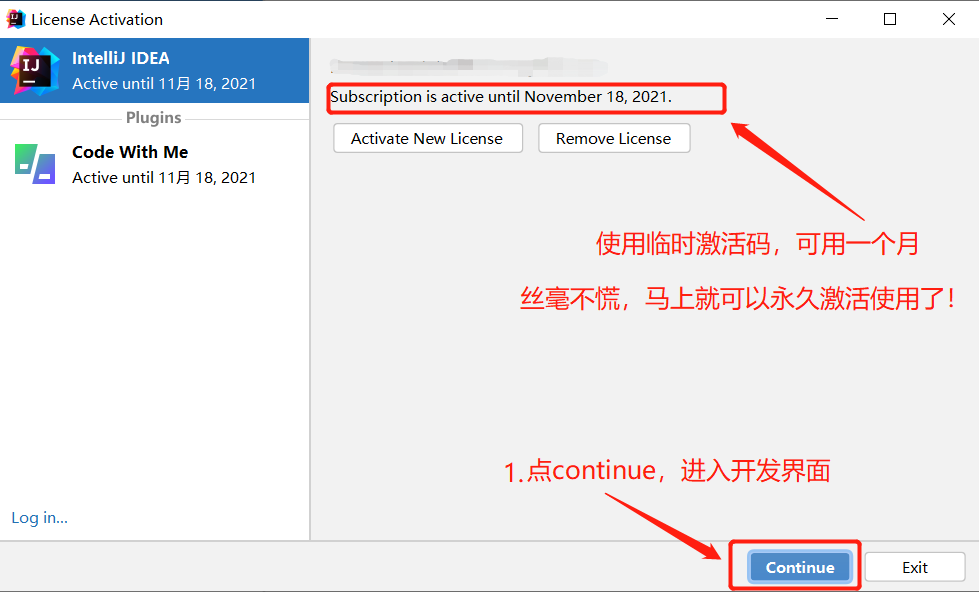 License Activation
IJ
IntelliJ IDEA
Active until 11月 18, 2021
Plugins
Code With Me
Active until 11月 18, 2021
Log in...
Subscription is active until November 18, 2021.
Activate New License
Remove License
使用临时激活码，可用一个月
丝毫不慌，马上就可以永久激活使用了！
1.点continue，进入开发界面
Continue
Exit